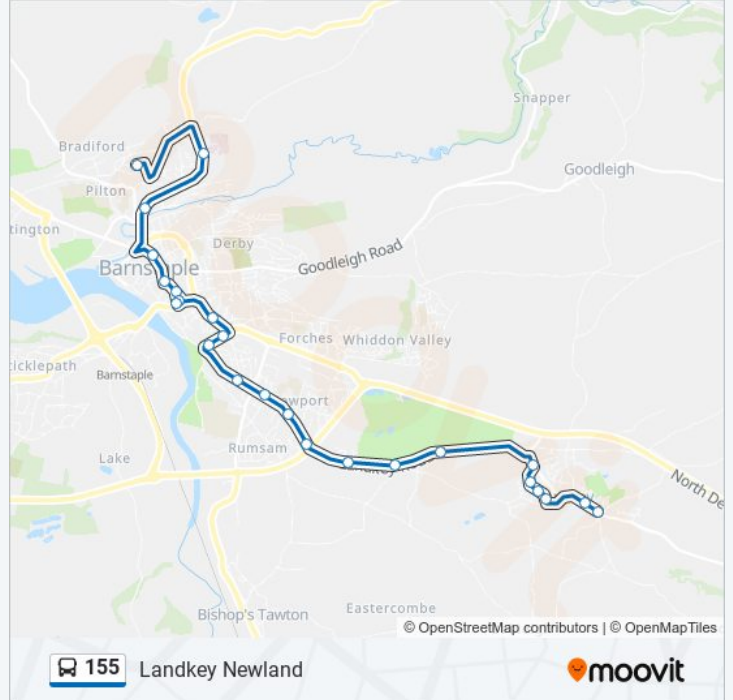 Snapper
Bradiford
Goodleigh
Pilton
tington
Derby
Goodleigh Road
Barnstaple
Forches
Whiddon Valley
icklepath
Barnstaple
wport
Rumsam
Lake
North De
Bishop's Tawton
Eastercombe
© OpenStreetMap contributors | © OpenMapTiles
155 Landkey Newland
moovit